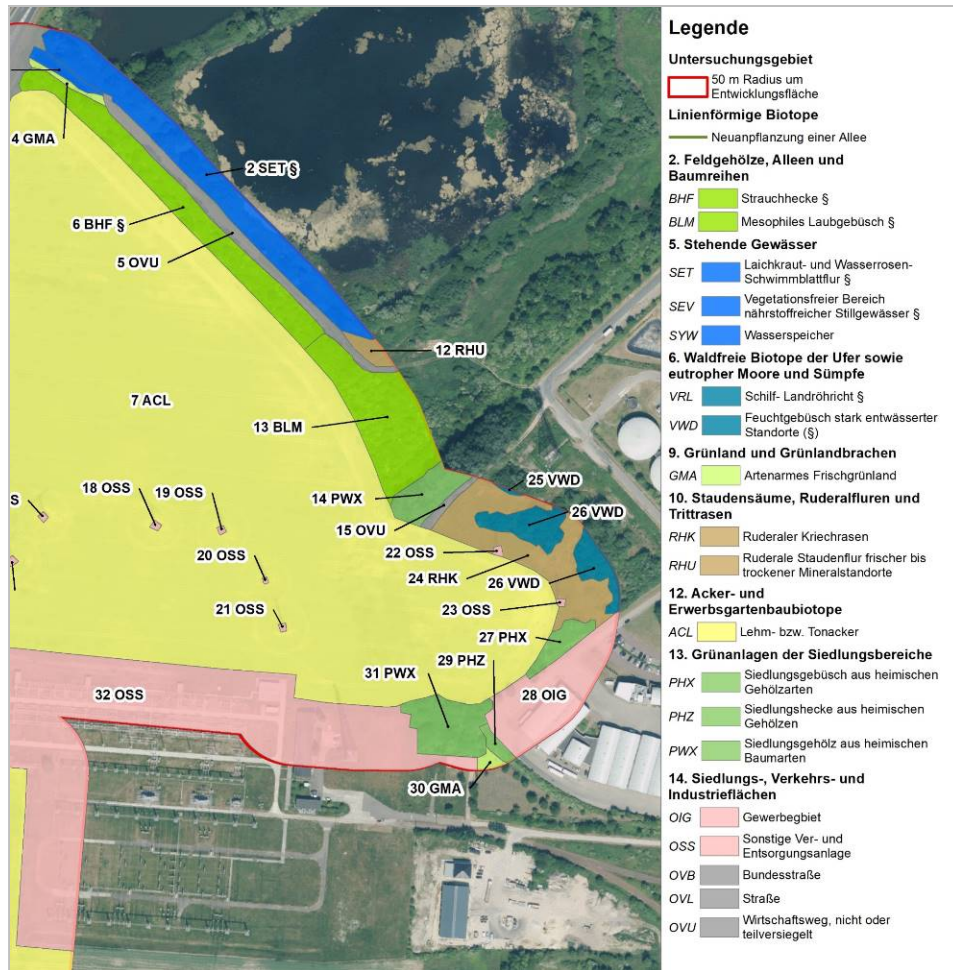 4 GMA
2 SET §
6 BHF §
5 OVU
12 RHU
7 ACL
13 BLM
S
18 OSS
19 OSS
14 PWX
25 VWD
15 OVU
26 VWD
22 OSS
20 OSS
24 RHK
26 VWD
21 OSS
23 OSS
27 PHX
29 PHZ
31 PWX
32 OSS
28 OIG
30 GMA
Legende
Untersuchungsgebiet
50 m Radius um
Entwicklungsfläche
Linienförmige Biotope
Neuanpflanzung einer Allee
2. Feldgehölze, Alleen und
Baumreihen
BHF Strauchhecke §
BLM Mesophiles Laubgebüsch §
5. Stehende Gewässer
SET Laichkraut- und Wasserrosen-
Schwimmblattflur §
SEV Vegetationsfreier Bereich
nährstoffreicher Stillgewässer §
SYW Wasserspeicher
6. Waldfreie Biotope der Ufer sowie
eutropher Moore und Sümpfe
VRL Schilf- Landröhricht §
VWD Feuchtgebüsch stark entwässerter
Standorte (§)
9. Grünland und Grünlandbrachen
GMA Artenarmes Frischgrünland
10. Staudensäume, Ruderalfluren und
Trittrasen
RHK Ruderaler Kriechrasen
RHU Ruderale Staudenflur frischer bis
trockener Mineralstandorte
12. Acker- und
Erwerbsgartenbaubiotope
ACL Lehm- bzw. Tonacker
13. Grünanlagen der Siedlungsbereiche
PHX Siedlungsgebüsch aus heimischen
Gehölzarten
PHZ Siedlungshecke aus heimischen
Gehölzen
PWX Siedlungsgehölz aus heimischen
Baumarten
14. Siedlungs-, Verkehrs- und
Industrieflächen
OIG Gewerbegbiet
OSS Sonstige Ver- und
Entsorgungsanlage
OVB Bundesstraße
OVL Straße
OVU Wirtschaftsweg, nicht oder
teilversiegelt